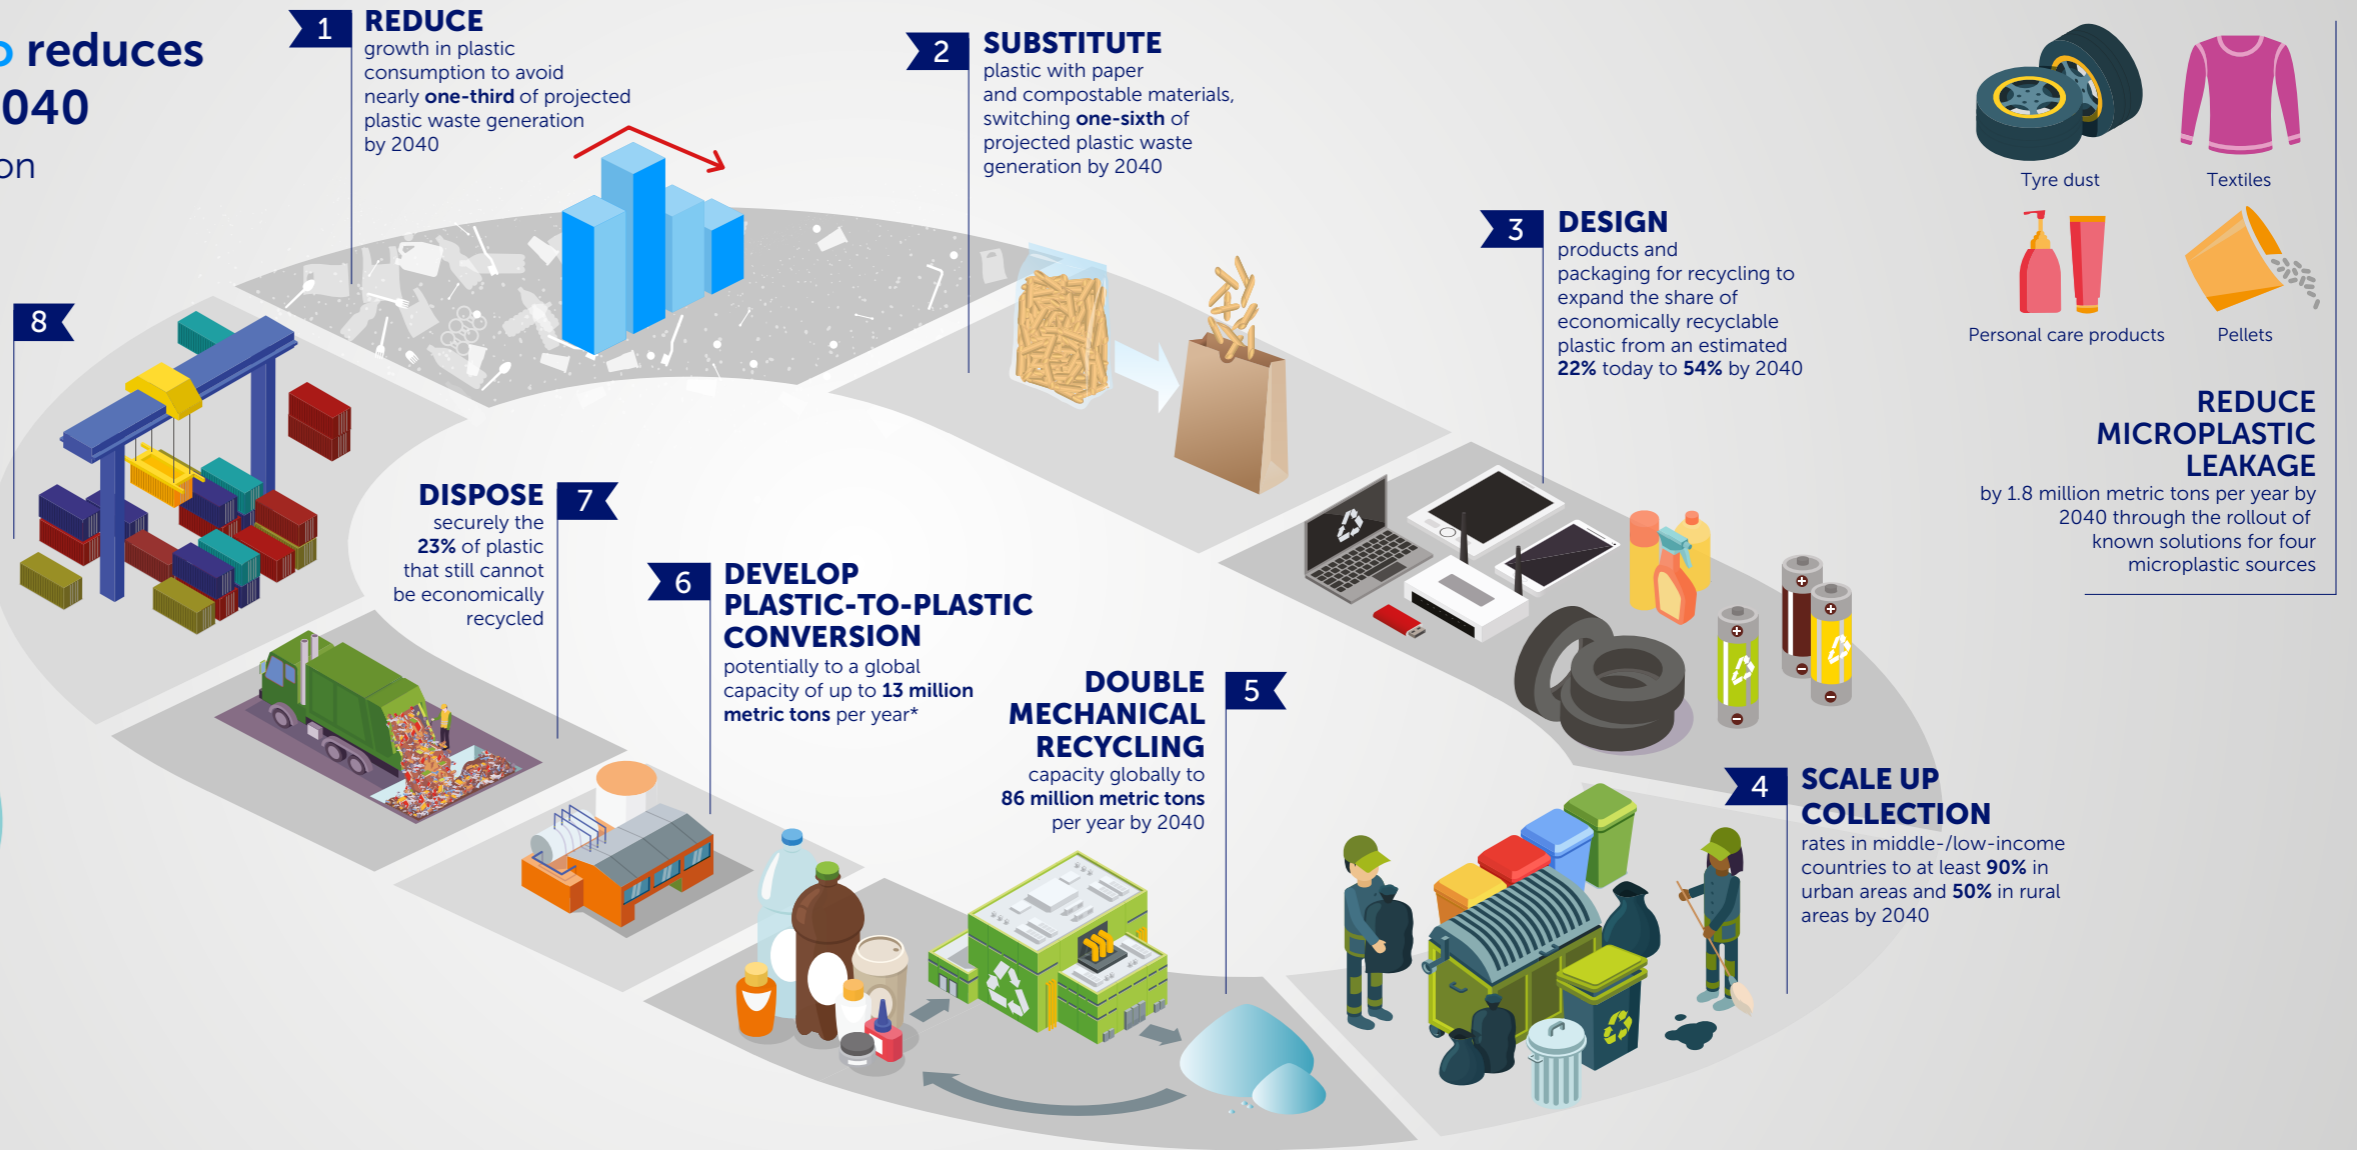 reduces
040
on
1
REDUCE
growth in plastic
consumption to avoid
nearly one-third of projected
plastic waste generation
by 2040
2
SUBSTITUTE
plastic with paper
and compostable materials,
switching one-sixth of
projected plastic waste
generation by 2040
3
DESIGN
products and
packaging for recycling to
expand the share of
economically recyclable
plastic from an estimated
22% today to 54% by 2040
Tyre dust
Textiles
Personal care products
Pellets
REDUCE
MICROPLASTIC
LEAKAGE
by 1.8 million metric tons per year by
2040 through the rollout of
known solutions for four
microplastic sources
8
DISPOSE
7
securely the
23% of plastic
that still cannot
be economically
recycled
6
DEVELOP
PLASTIC-TO-PLASTIC
CONVERSION
potentially to a global
capacity of up to 13 million
metric tons per year*
DOUBLE
MECHANICAL
RECYCLING
5
capacity globally to
86 million metric tons
per year by 2040
4
SCALE UP
COLLECTION
rates in middle-/low-income
countries to at least 90% in
urban areas and 50% in rural
areas by 2040